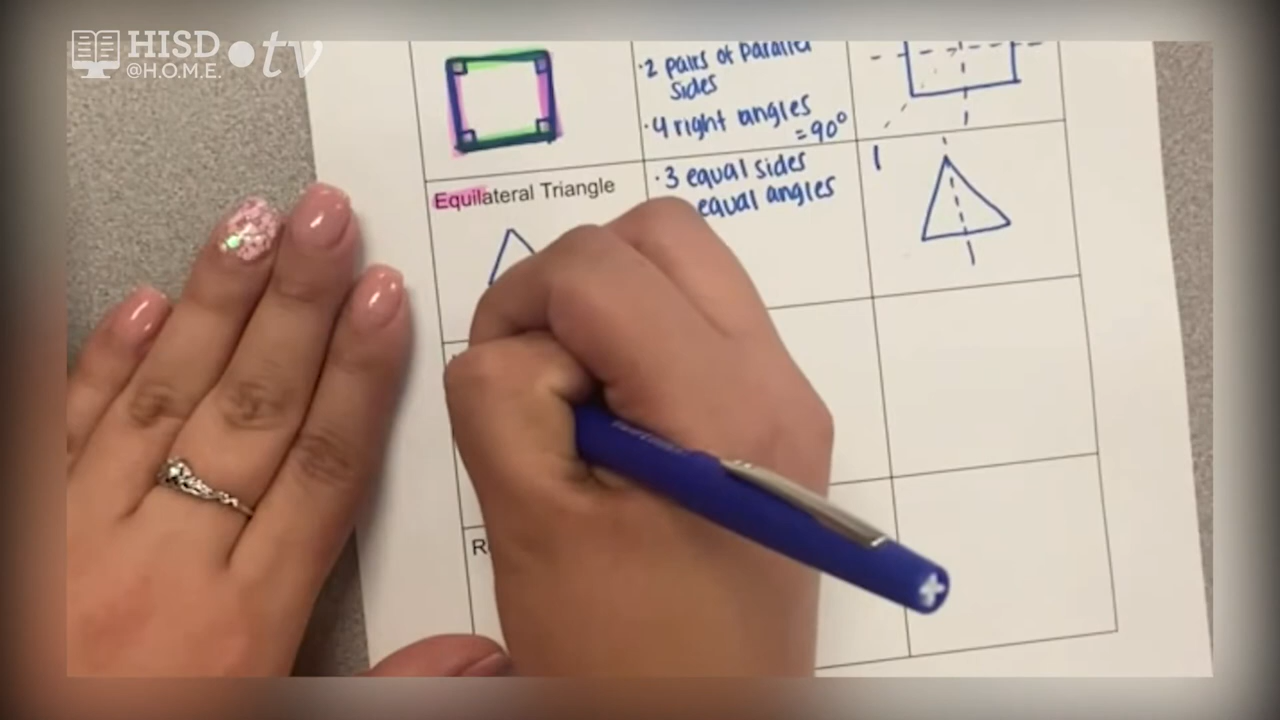 HISD
@H.O.M.E.
tv
·2 pairs of parallel
sides
·4 right angles
=90°
Equilateral Triangle
·3 equal sides
equal angles
1